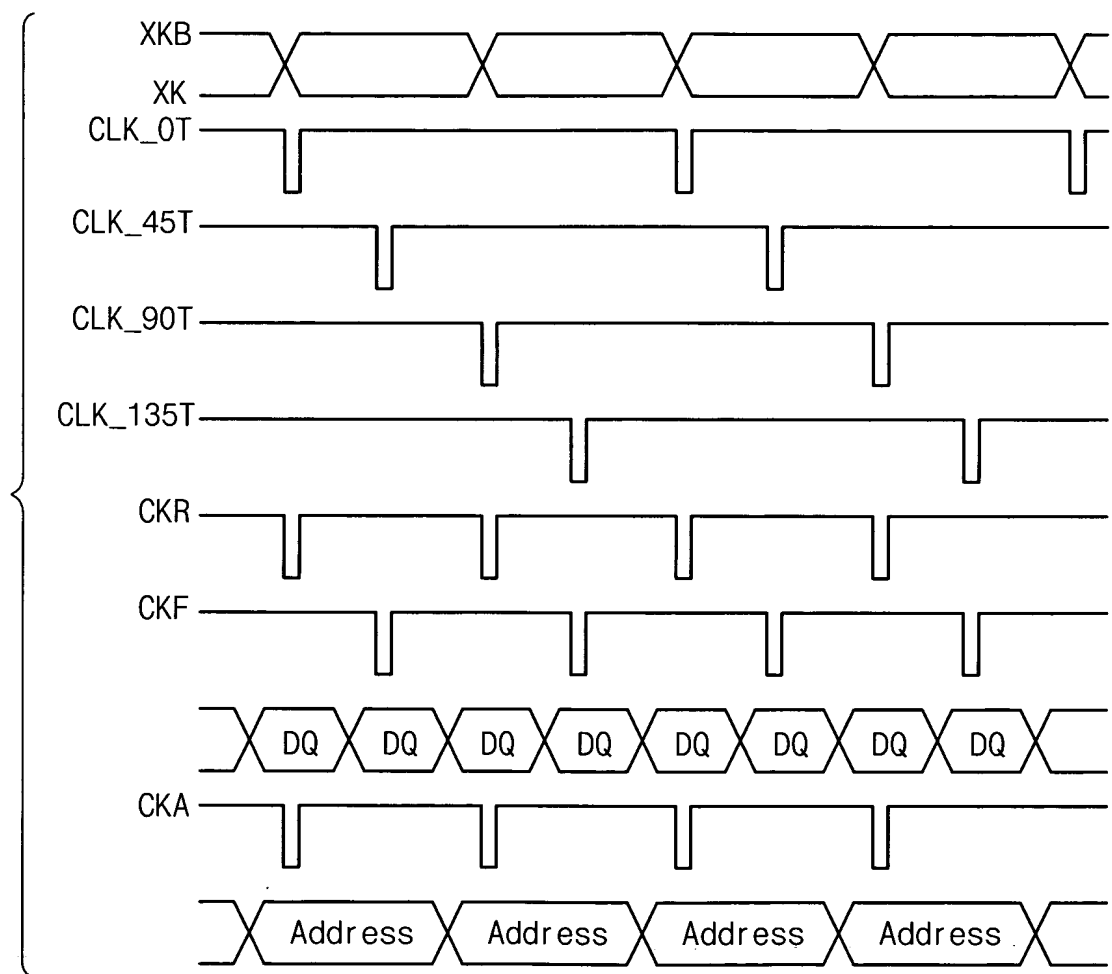 XKB
XK
CLK_0T
CLK_45T
CLK_90T
CLK_135T
CKR
CKF
DQ DQ DQ DQ DQ DQ DQ DQ
CKA
Address Address Address Address